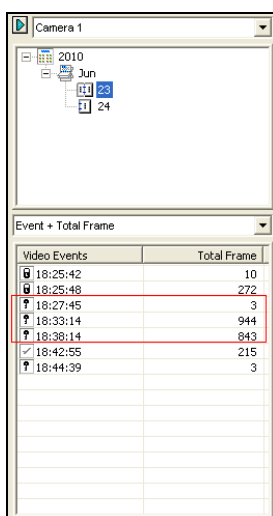 Camera 1
2010
Jun
23
24
Event + Total Frame
Video Events Total Frame
18:25:42 10
18:25:48 272
18:27:45 3
18:33:14 944
18:38:14 843
18:42:55 215
18:44:39 3